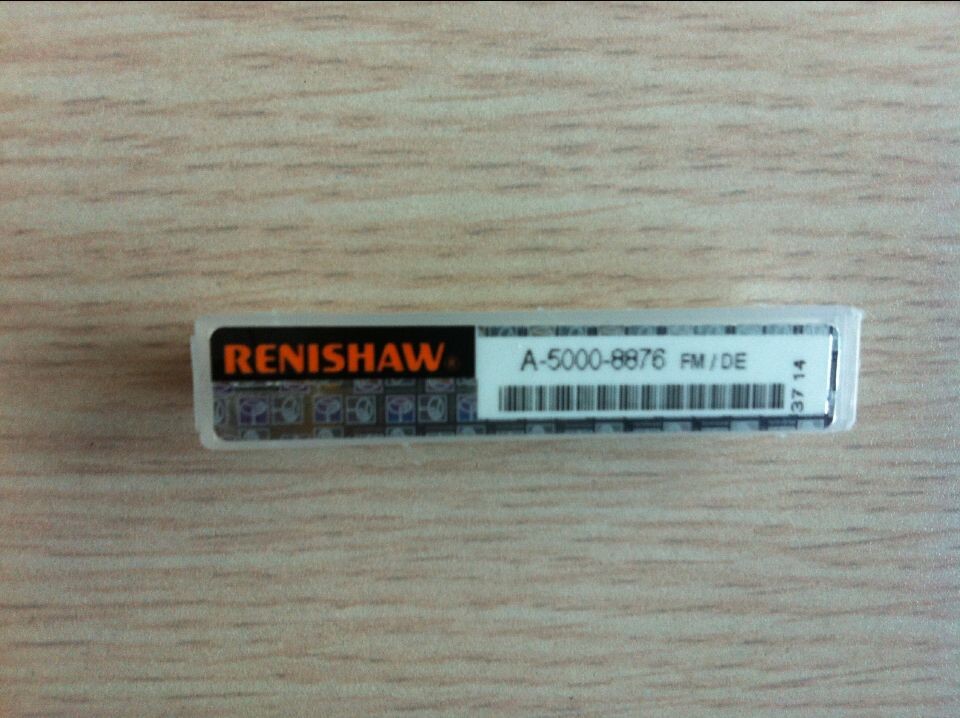 RENISHAW®
A-5000-8876 FM / DE
37 14